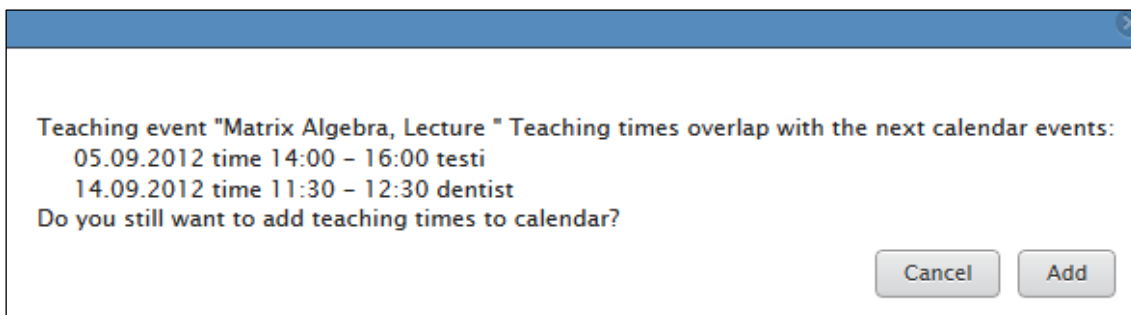 Teaching event "Matrix Algebra, Lecture " Teaching times overlap with the next calendar events:
05.09.2012 time 14:00 – 16:00 testi
14.09.2012 time 11:30 – 12:30 dentist
Do you still want to add teaching times to calendar?
Cancel Add